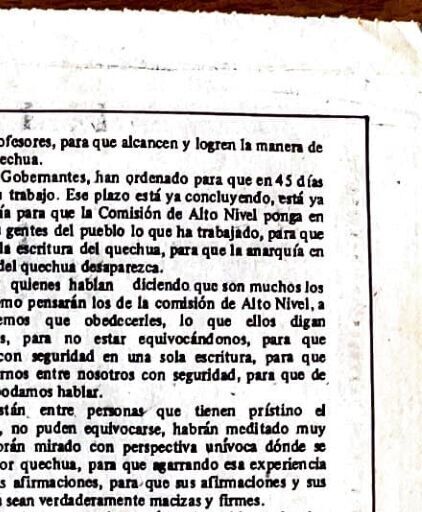 ofesores, para que alcancen y logren la manera de
echua.
Gobernantes, han ordenado para que en 45 días
trabajo. Ese plazo está ya concluyendo, está ya
ía para que la Comisión de Alto Nivel ponga en
gentes del pueblo lo que ha trabajado, para que
la escritura del quechua, para que la anarquía en
del quechua desaparezca.
quienes hablan diciendo que son muchos los
mo pensarán los de la comisión de Alto Nivel, a
emos que obedecerles, lo que ellos digan
s, para no estar equivocándonos, para que
con seguridad en una sola escritura, para que
rnos entre nosotros con seguridad, para que de
podamos hablar.
stán entre personas que tienen prístino el
, no puden equivocarse, habrán meditado muy
brán mirado con perspectiva unívoca dónde se
or quechua, para que agarrando esa experiencia
s afirmaciones, para que sus afirmaciones y sus
sean verdaderamente macizas y firmes.